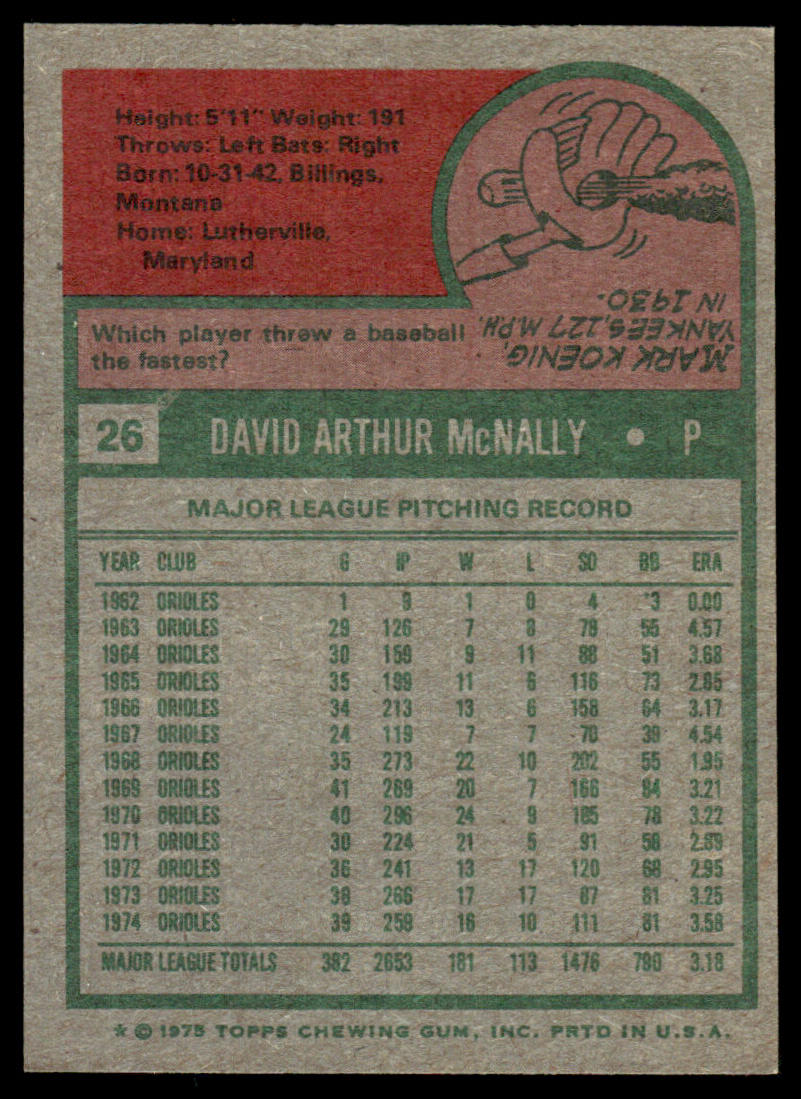 Height: 5'11" Weight: 191
Throws: Left Bats: Right
Born: 10-31-42, Billings,
Montana
Home: Lutherville,
Maryland
Which player threw a baseball
the fastest?
MARK KOENIG,
YANKEES, 127 M.P.H.
IN 1930.
26 DAVID ARTHUR McNALLY • P
MAJOR LEAGUE PITCHING RECORD
YEAR CLUB G IP W L SO BB ERA
1962 ORIOLES 1 9 1 0 4 3 0.00
1963 ORIOLES 29 126 7 8 78 55 4.57
1964 ORIOLES 30 159 9 11 88 51 3.68
1965 ORIOLES 35 199 11 6 116 73 2.85
1966 ORIOLES 34 213 13 6 158 64 3.17
1967 ORIOLES 24 119 7 7 70 39 4.54
1968 ORIOLES 35 273 22 10 202 55 1.95
1969 ORIOLES 41 269 20 7 166 84 3.21
1970 ORIOLES 40 296 24 9 185 78 3.22
1971 ORIOLES 30 224 21 5 91 58 2.89
1972 ORIOLES 36 241 13 17 120 68 2.95
1973 ORIOLES 38 266 17 17 87 81 3.25
1974 ORIOLES 39 259 16 10 111 81 3.58
MAJOR LEAGUE TOTALS 382 2653 181 113 1476 790 3.18
* © 1975 TOPPS CHEWING GUM, INC. PRTD IN U.S.A.